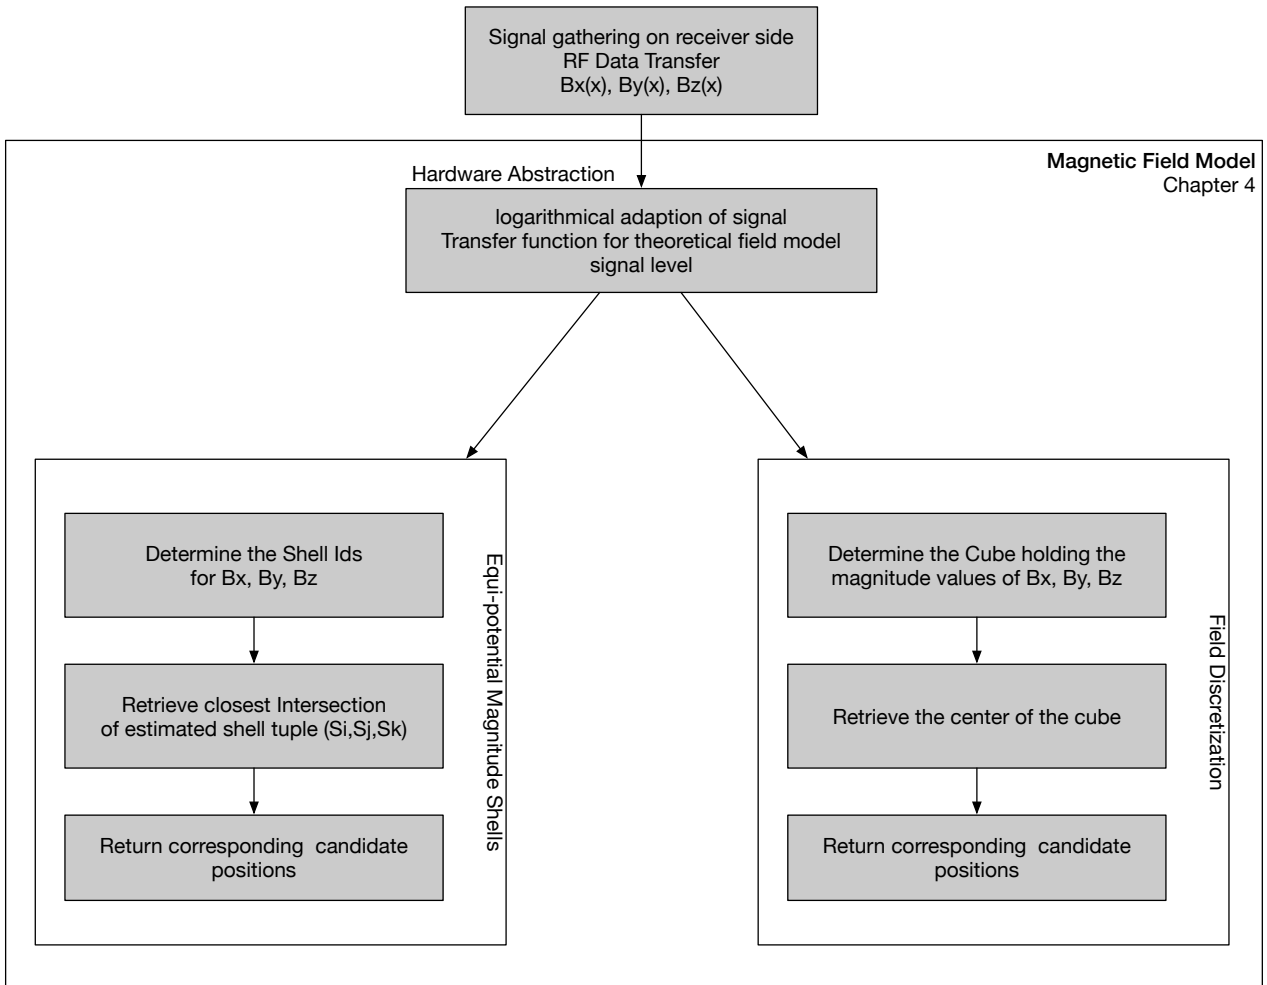 Signal gathering on receiver side
RF Data Transfer
Bx(x), By(x), Bz(x)
Magnetic Field Model
Chapter 4
Hardware Abstraction
logarithmical adaption of signal
Transfer function for theoretical field model
signal level
Determine the Shell Ids
for Bx, By, Bz
Retrieve closest Intersection
of estimated shell tuple (Si,Sj,Sk)
Return corresponding candidate
positions
Equi-potential Magnitude Shells
Determine the Cube holding the
magnitude values of Bx, By, Bz
Retrieve the center of the cube
Return corresponding candidate
positions
Field Discretization